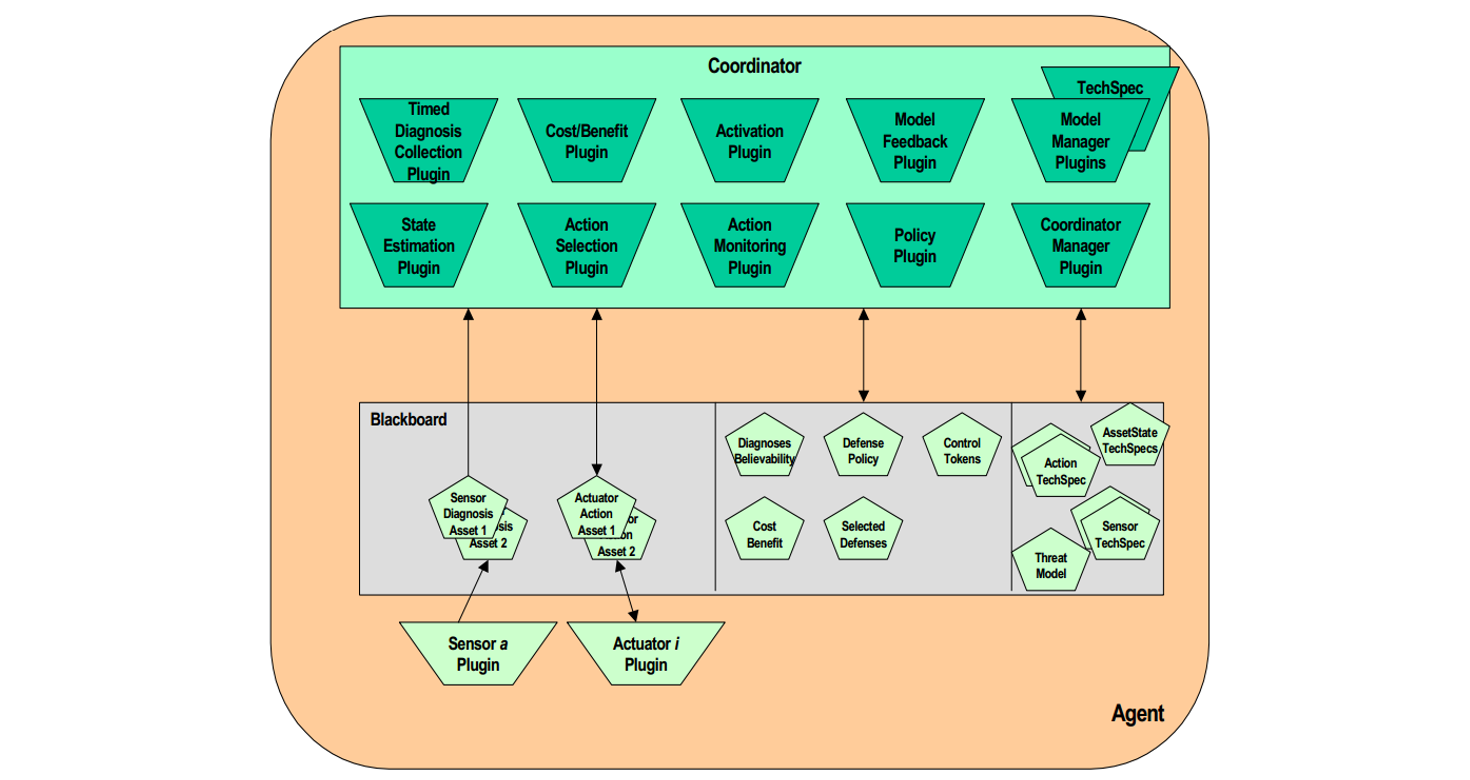 Coordinator
TechSpec
Timed
Diagnosis
Collection
Plugin
Cost/Benefit
Plugin
Activation
Plugin
Model
Feedback
Plugin
Model
Manager
Plugins
State
Estimation
Plugin
Action
Selection
Plugin
Action
Monitoring
Plugin
Policy
Plugin
Coordinator
Manager
Plugin
Blackboard
Sensor
Diagnosis
Asset 1
Asset 2
Actuator
Action
Asset 1
Asset 2
Diagnoses
Believability
Defense
Policy
Control
Tokens
Cost
Benefit
Selected
Defenses
Action
TechSpec
AssetState
TechSpecs
Sensor
TechSpec
Threat
Model
Sensor a
Plugin
Actuator i
Plugin
Agent